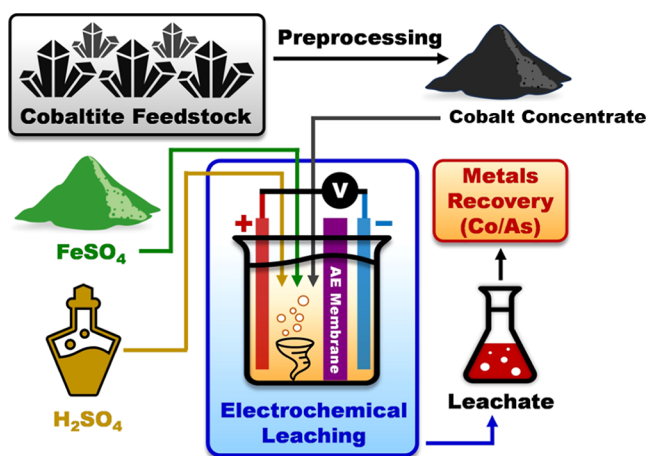 Preprocessing
Cobaltite Feedstock
Cobalt Concentrate
FeSO₄
V
+
−
AE Membrane
Metals
Recovery
(Co/As)
H₂SO₄
Electrochemical
Leaching
Leachate